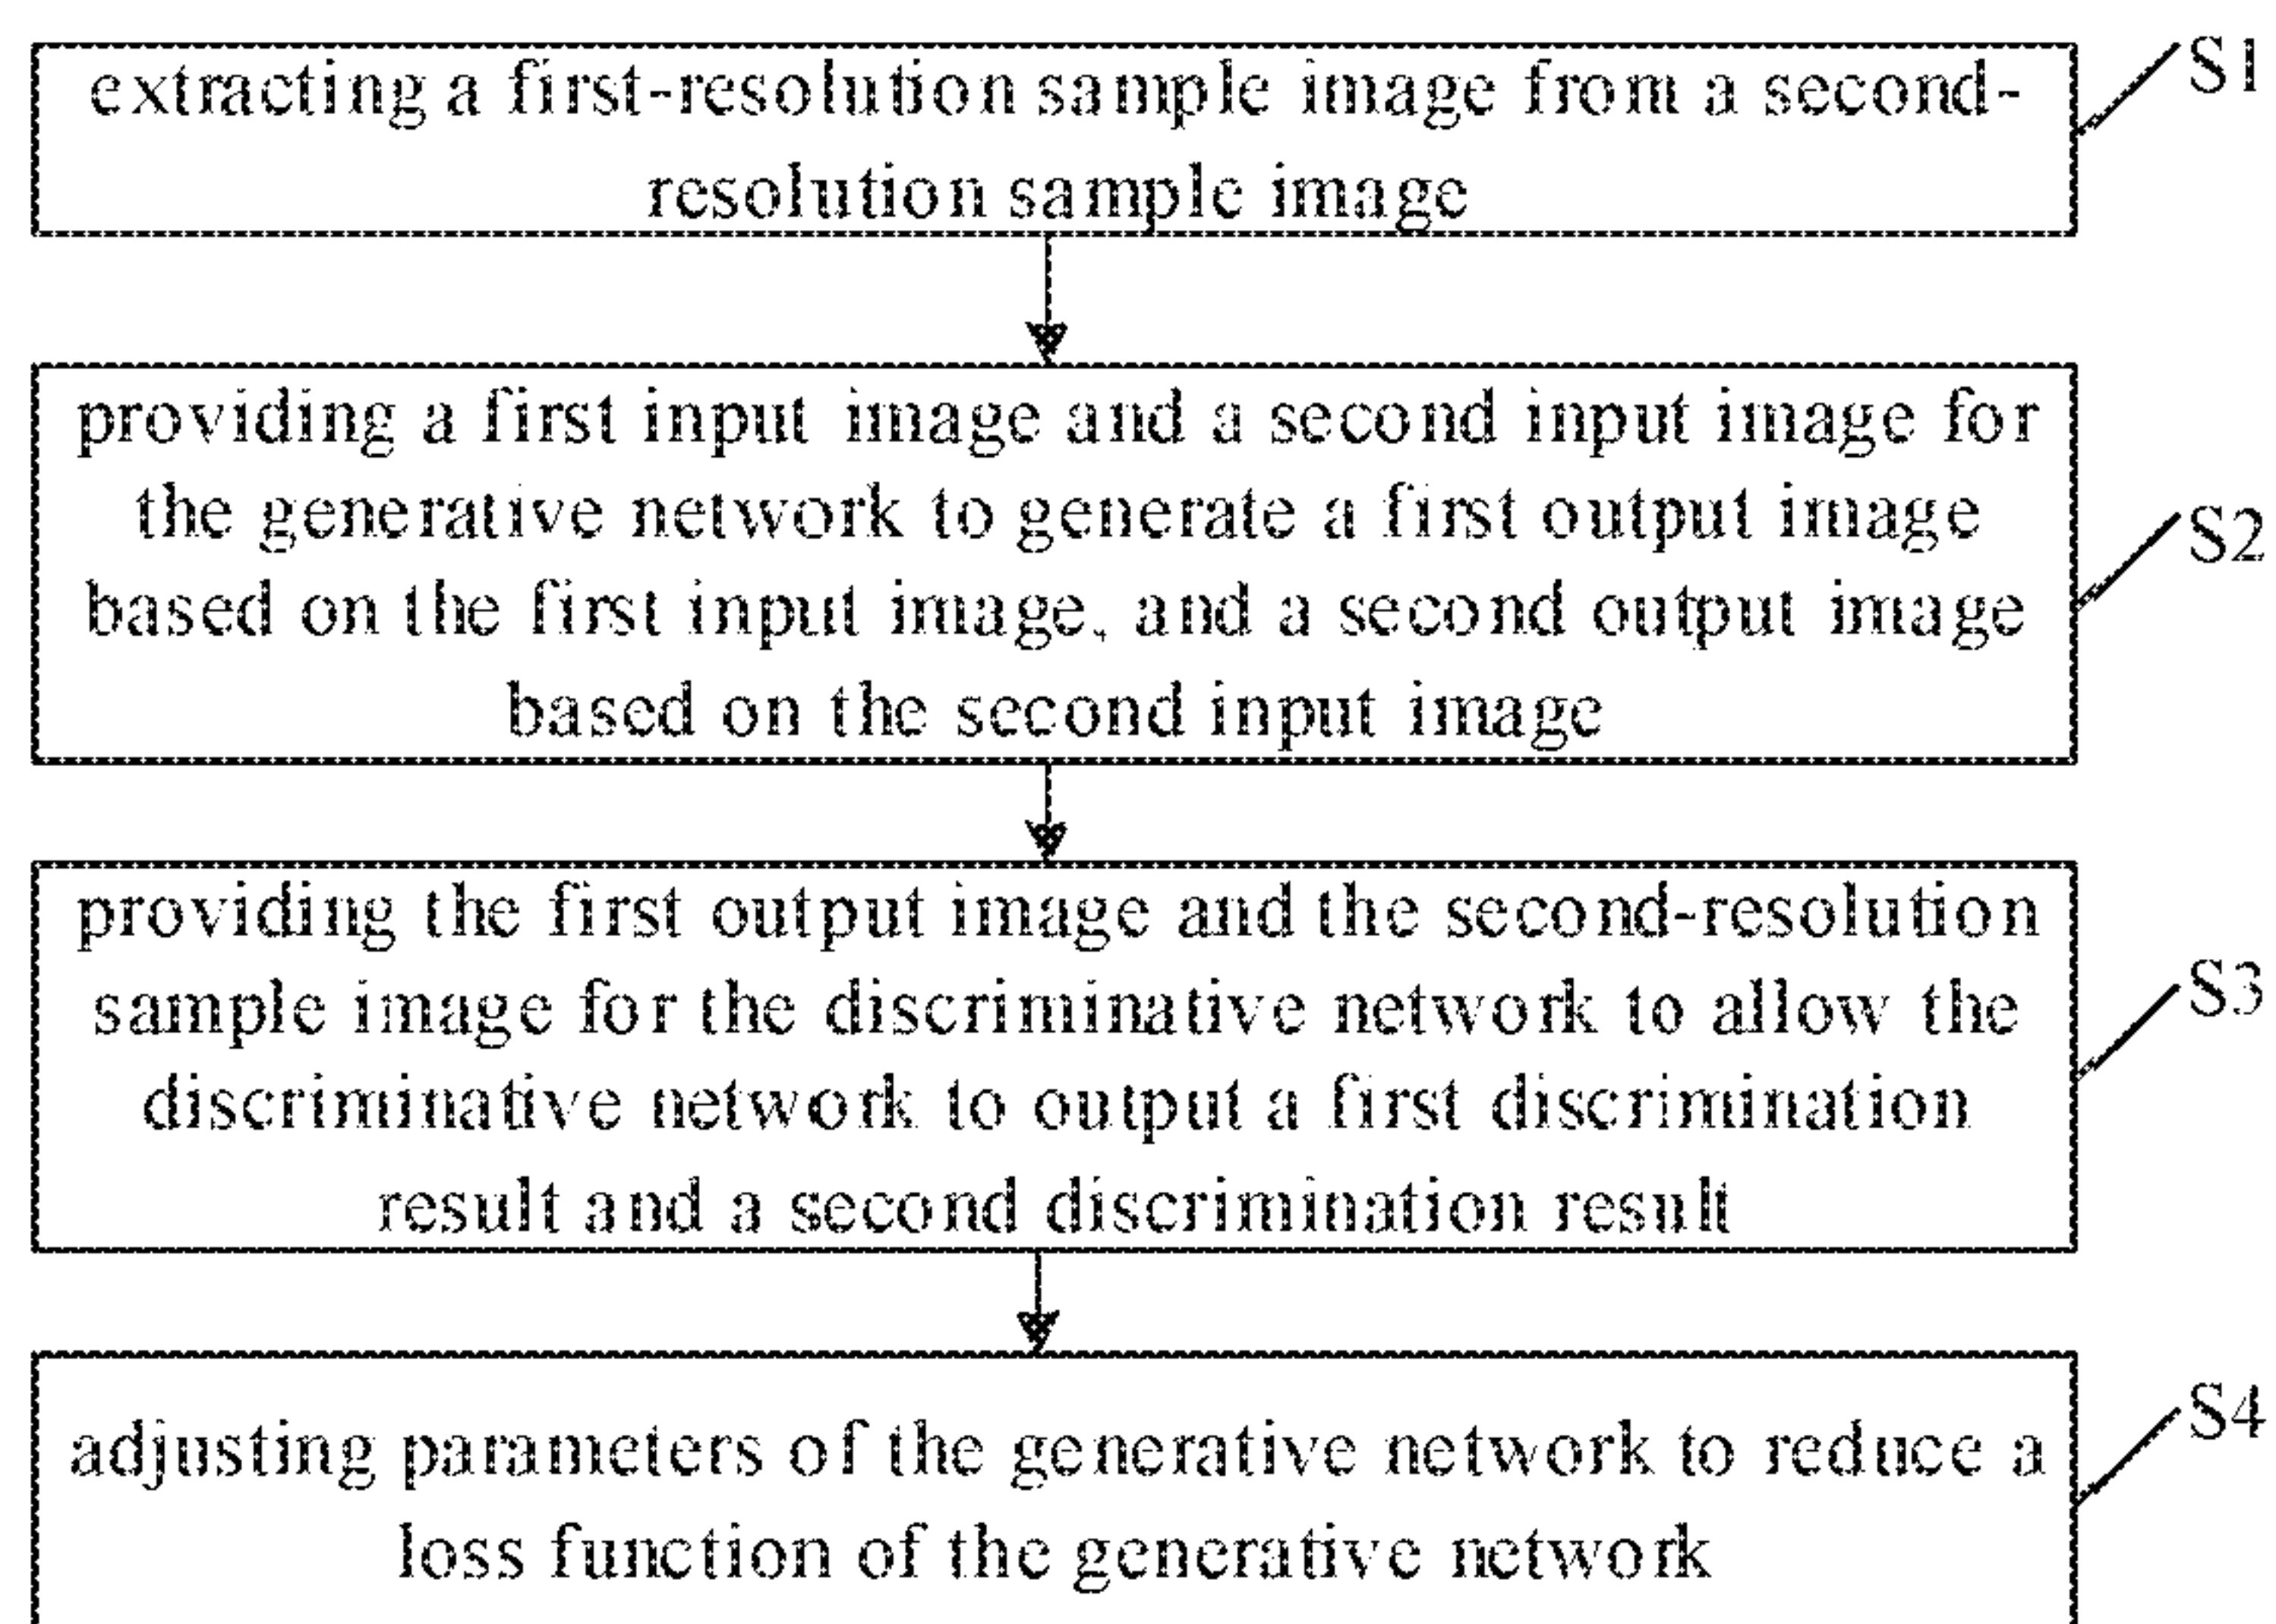 extracting a first-resolution sample image from a second-
resolution sample image
S1
providing a first input image and a second input image for
the generative network to generate a first output image
based on the first input image, and a second output image
based on the second input image
S2
providing the first output image and the second-resolution
sample image for the discriminative network to allow the
discriminative network to output a first discrimination
result and a second discrimination result
S3
adjusting parameters of the generative network to reduce a
loss function of the generative network
S4